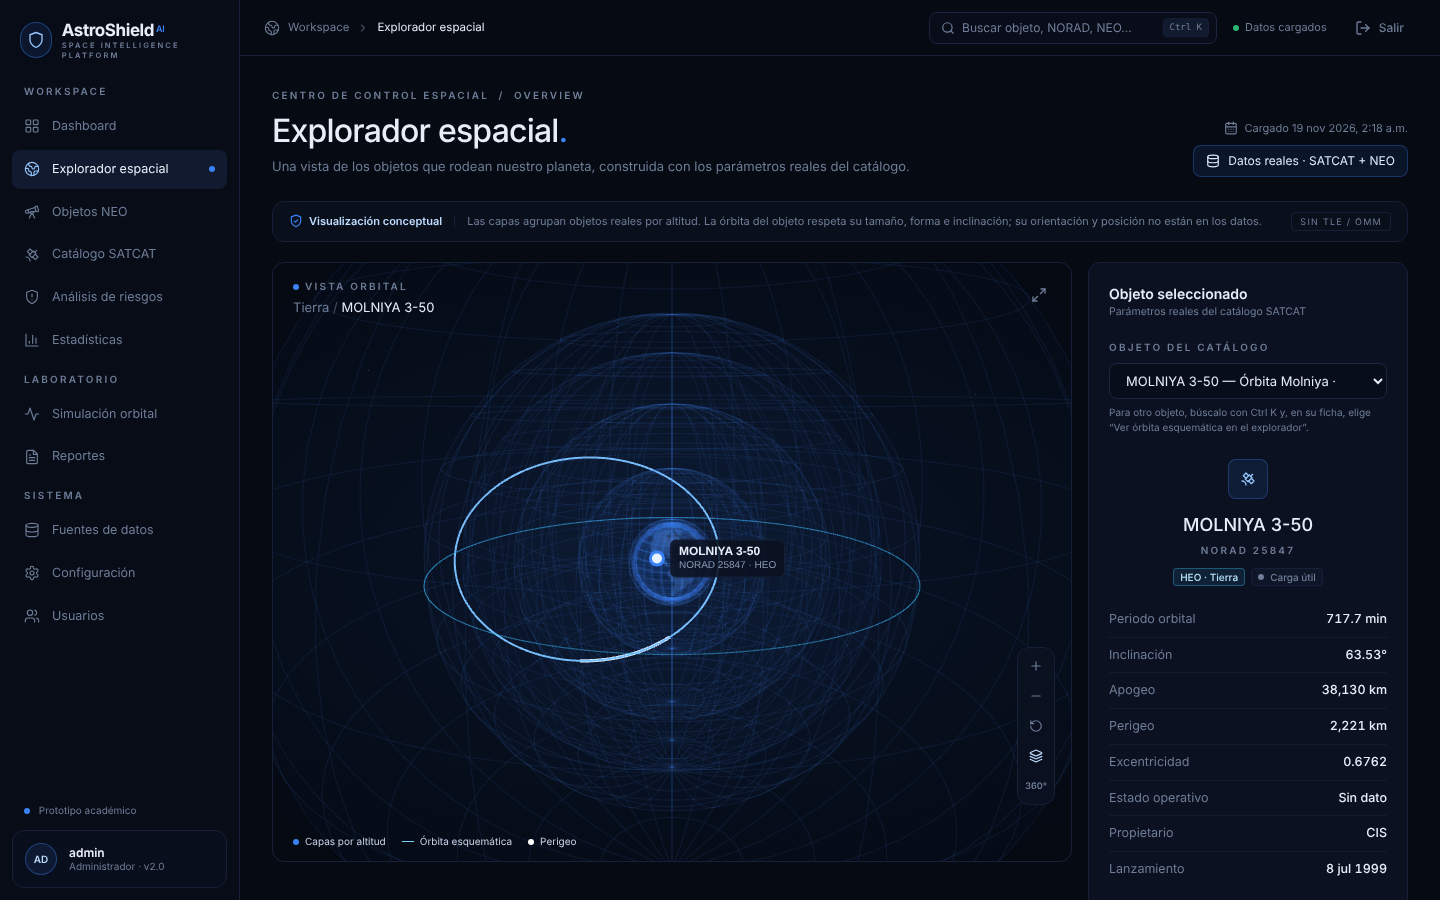 AstroShield AI
SPACE INTELLIGENCE
PLATFORM
WORKSPACE
Dashboard
Explorador espacial
Objetos NEO
Catálogo SATCAT
Análisis de riesgos
Estadísticas
LABORATORIO
Simulación orbital
Reportes
SISTEMA
Fuentes de datos
Configuración
Usuarios
Prototipo académico
AD
admin
Administrador · v2.0
Workspace > Explorador espacial
Buscar objeto, NORAD, NEO... Ctrl K
Datos cargados
Salir
CENTRO DE CONTROL ESPACIAL / OVERVIEW
Explorador espacial.
Una vista de los objetos que rodean nuestro planeta, construida con los parámetros reales del catálogo.
Cargado 19 nov 2026, 2:18 a.m.
Datos reales · SATCAT + NEO
Visualización conceptual
Las capas agrupan objetos reales por altitud. La órbita del objeto respeta su tamaño, forma e inclinación; su orientación y posición no están en los datos.
SIN TLE / OMM
VISTA ORBITAL
Tierra / MOLNIYA 3-50
MOLNIYA 3-50
NORAD 25847 · HEO
360°
Capas por altitud
Órbita esquemática
Perigeo
Objeto seleccionado
Parámetros reales del catálogo SATCAT
OBJETO DEL CATÁLOGO
MOLNIYA 3-50 — Órbita Molniya ·
Para otro objeto, búscalo con Ctrl K y, en su ficha, elige
“Ver órbita esquemática en el explorador”.
MOLNIYA 3-50
NORAD 25847
HEO · Tierra
Carga útil
Periodo orbital 717.7 min
Inclinación 63.53°
Apogeo 38,130 km
Perigeo 2,221 km
Excentricidad 0.6762
Estado operativo Sin dato
Propietario CIS
Lanzamiento 8 jul 1999